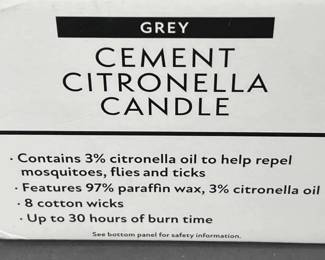 GREY
CEMENT
CITRONELLA
CANDLE
· Contains 3% citronella oil to help repel
mosquitoes, flies and ticks
· Features 97% paraffin wax, 3% citronella oil
· 8 cotton wicks
· Up to 30 hours of burn time
See bottom panel for safety information.